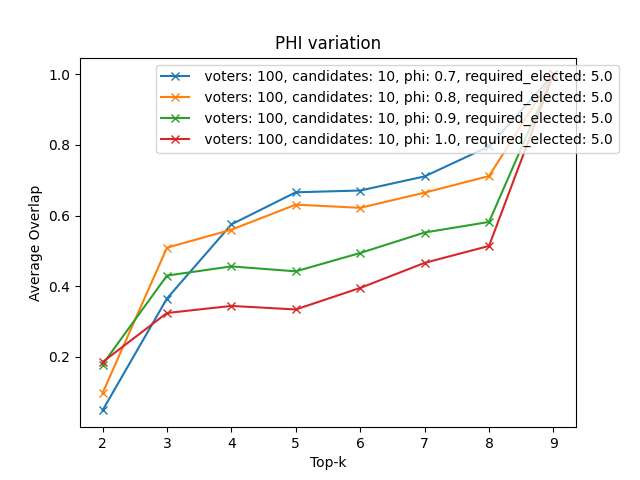 PHI variation
voters: 100, candidates: 10, phi: 0.7, required_elected: 5.0
voters: 100, candidates: 10, phi: 0.8, required_elected: 5.0
voters: 100, candidates: 10, phi: 0.9, required_elected: 5.0
voters: 100, candidates: 10, phi: 1.0, required_elected: 5.0
1.0
0.8
0.6
0.4
0.2
Average Overlap
2 3 4 5 6 7 8 9
Top-k